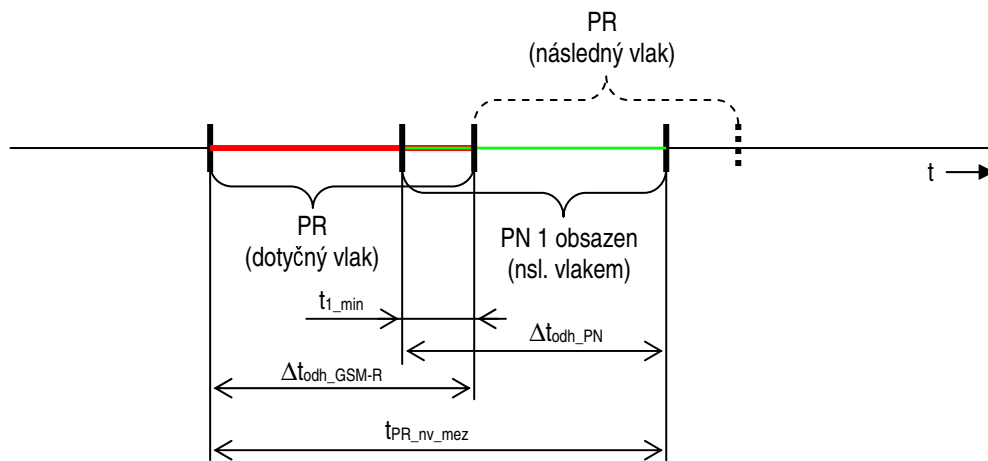 PR
(následný vlak)
t
PR
(dotyčný vlak)
PN 1 obsazen
(nsl. vlakem)
t1_min
Δtodh_PN
Δtodh_GSM-R
tPR_nv_mez